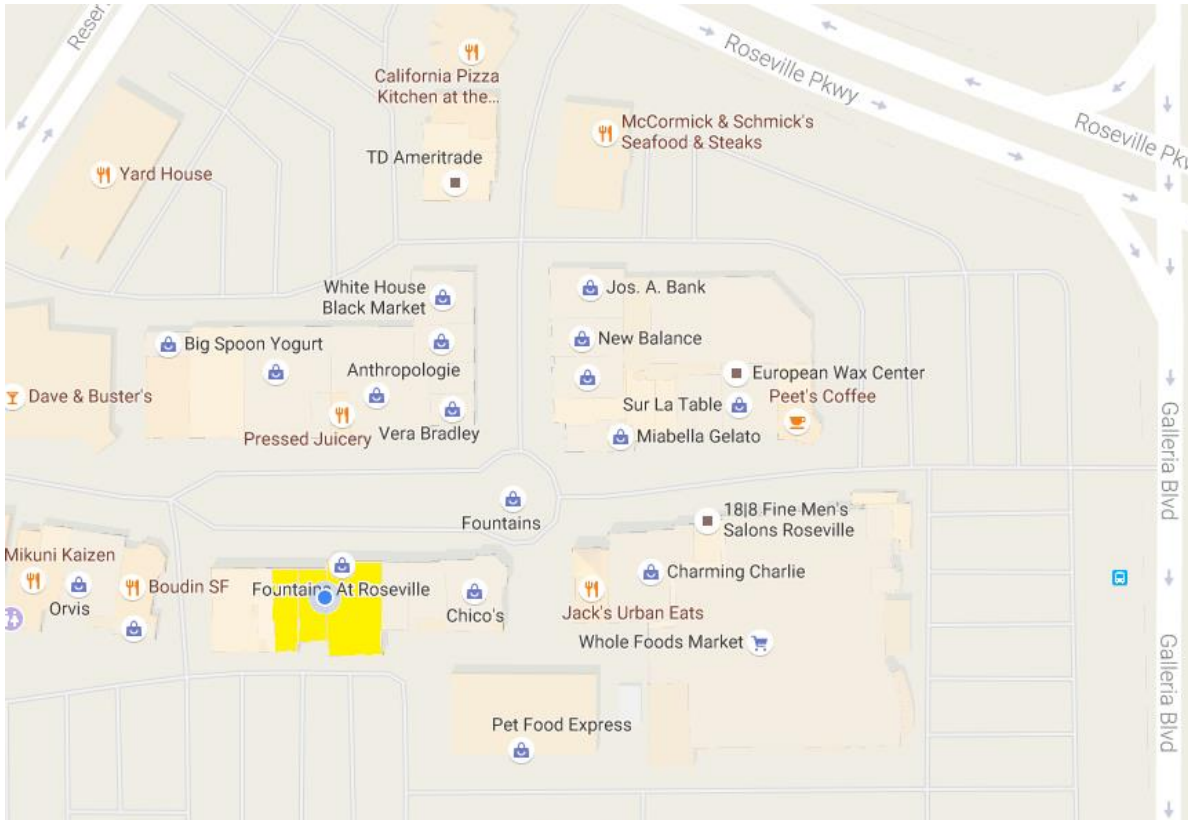 Reser
Roseville Pkwy
California Pizza
Kitchen at the...
McCormick & Schmick's
Seafood & Steaks
Roseville Pkw
TD Ameritrade
Yard House
White House
Black Market
Jos. A. Bank
Big Spoon Yogurt
New Balance
Anthropologie
European Wax Center
Dave & Buster's
Sur La Table
Peet's Coffee
Pressed Juicery
Vera Bradley
Miabella Gelato
Galleria Blvd
Fountains
18|8 Fine Men's
Salons Roseville
Mikuni Kaizen
Boudin SF
Fountains At Roseville
Charming Charlie
Orvis
Chico's
Jack's Urban Eats
Whole Foods Market
Galleria Blvd
Pet Food Express